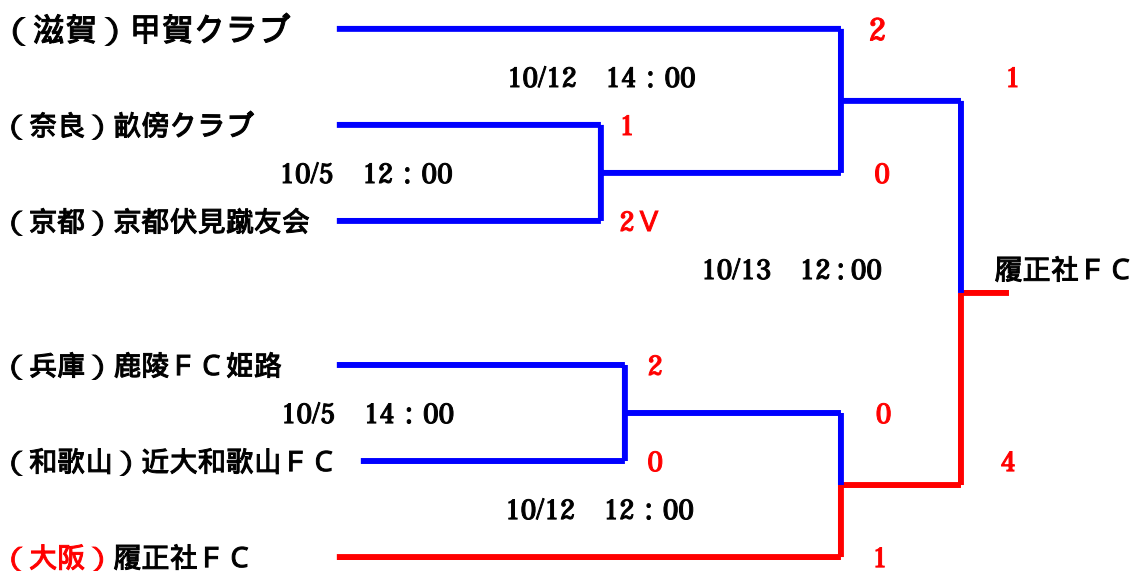 （滋賀）甲賀クラブ
2
10/12 14：00
1
（奈良）畝傍クラブ
1
10/5 12：00
0
（京都）京都伏見蹴友会
2Ｖ
10/13 12：00
履正社ＦＣ
（兵庫）鹿陵ＦＣ姫路
2
10/5 14：00
0
（和歌山）近大和歌山ＦＣ
0
4
10/12 12：00
（大阪）履正社ＦＣ
1